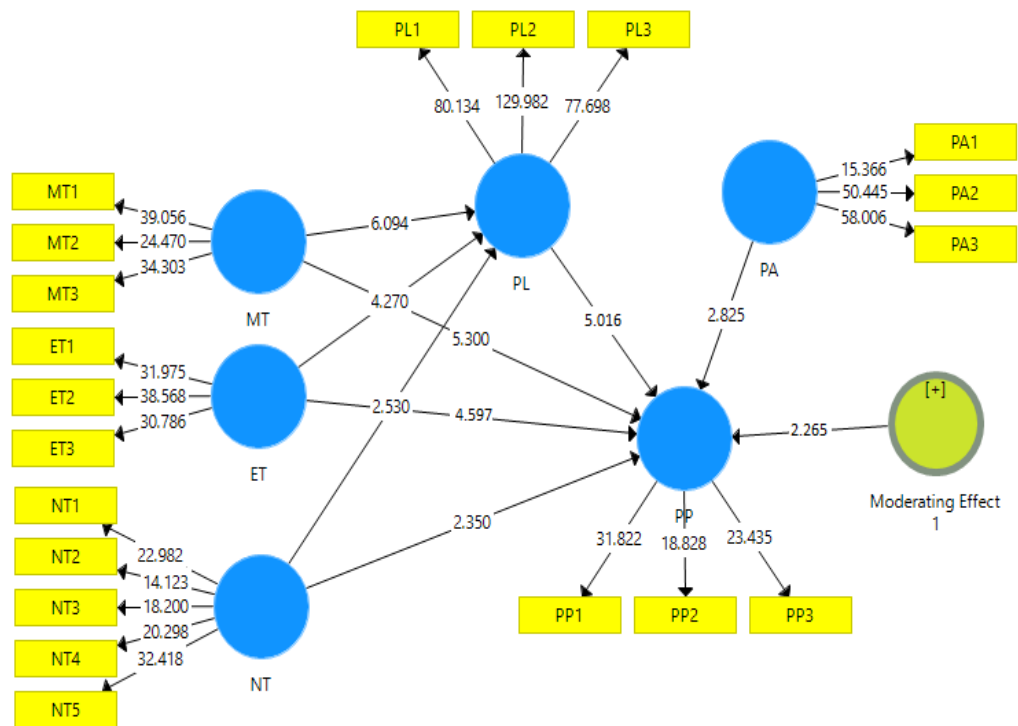 PL1 PL2 PL3
80.134 129.982 77.698
PL
PA1
PA2
PA3
15.366
50.445
58.006
PA
MT1
MT2
MT3
39.056
24.470
34.303
MT
6.094
4.270
5.300
5.016
2.825
ET1
ET2
ET3
31.975
38.568
30.786
ET
2.530
4.597
2.265
[+]
Moderating Effect
1
NT1
NT2
NT3
NT4
NT5
22.982
14.123
18.200
20.298
32.418
NT
2.350
PP
31.822 18.828 23.435
PP1 PP2 PP3